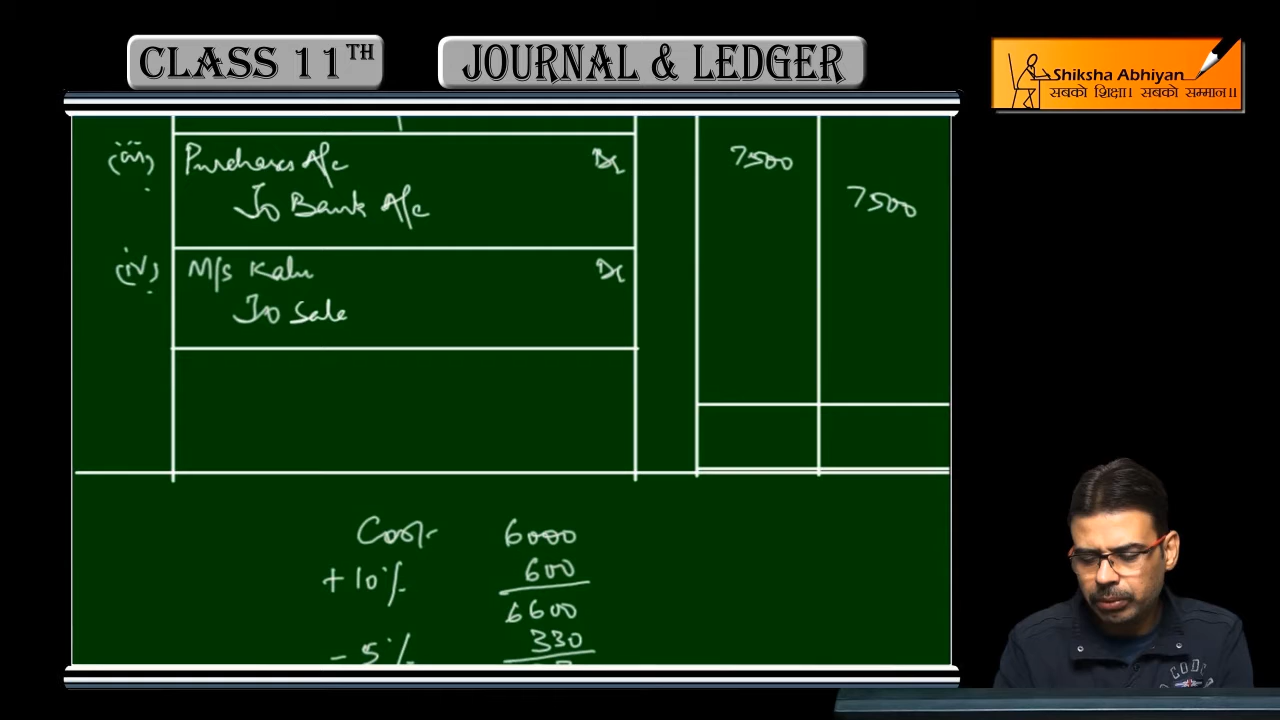 CLASS 11TH
JOURNAL & LEDGER
Shiksha Abhiyan
सबको शिक्षा। सबको सम्मान॥
(iii) Purchases A/c Dr 7500
To Bank A/c 7500
(iv) M/s Kalu Dr
To Sale
Cost 6000
+ 10 % 600
6600
- 5 % 330